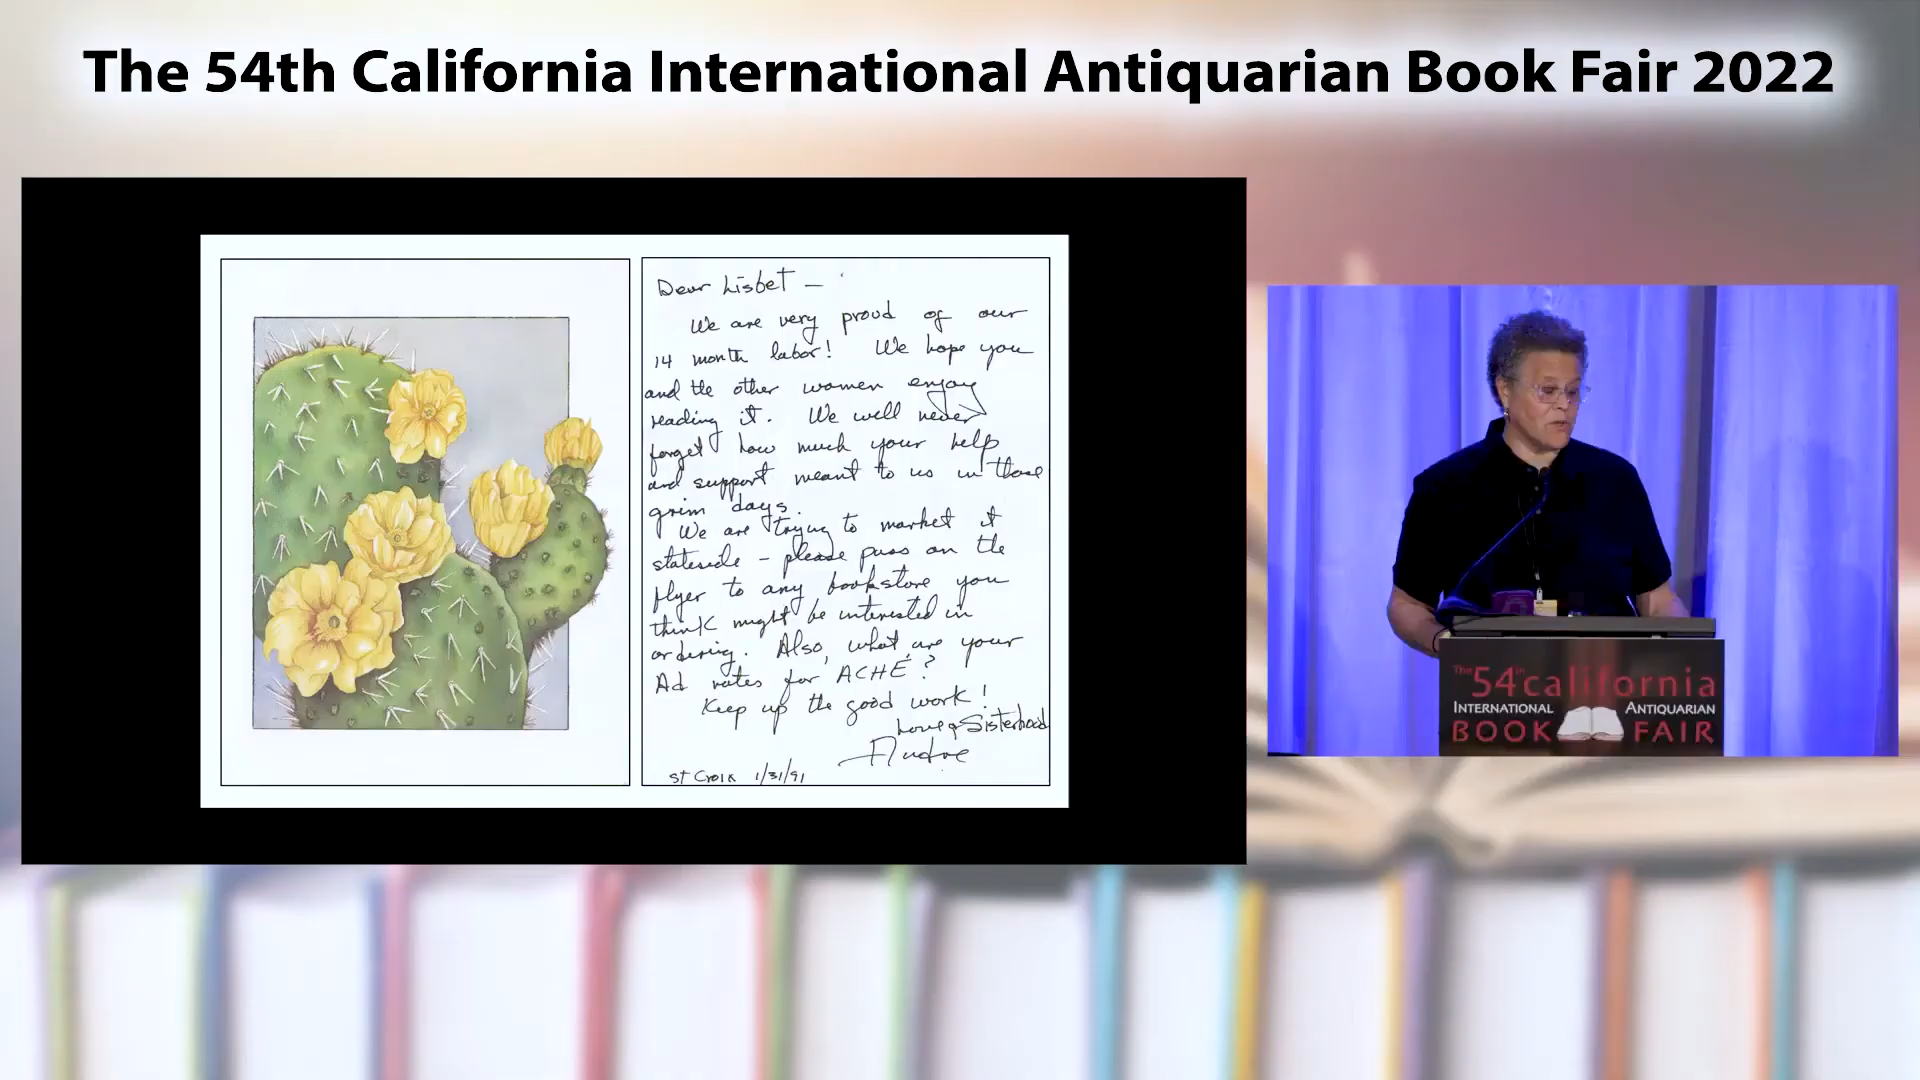 The 54th California International Antiquarian Book Fair 2022
Dear Lisbet —
We are very proud of our
14 month labor! We hope you
and the other women enjoy
reading it. We will never
forget how much your help
and support meant to us in those
grim days.
We are trying to market it
stateside – please pass on the
flyer to any bookstore you
think might be interested in
ordering. Also, what are your
Ad rates for ACHÉ?
Keep up the good work!
Love & Sisterhood
Audre
St Croix 1/31/91
The 54th california
INTERNATIONAL ANTIQUARIAN
BOOK FAIR